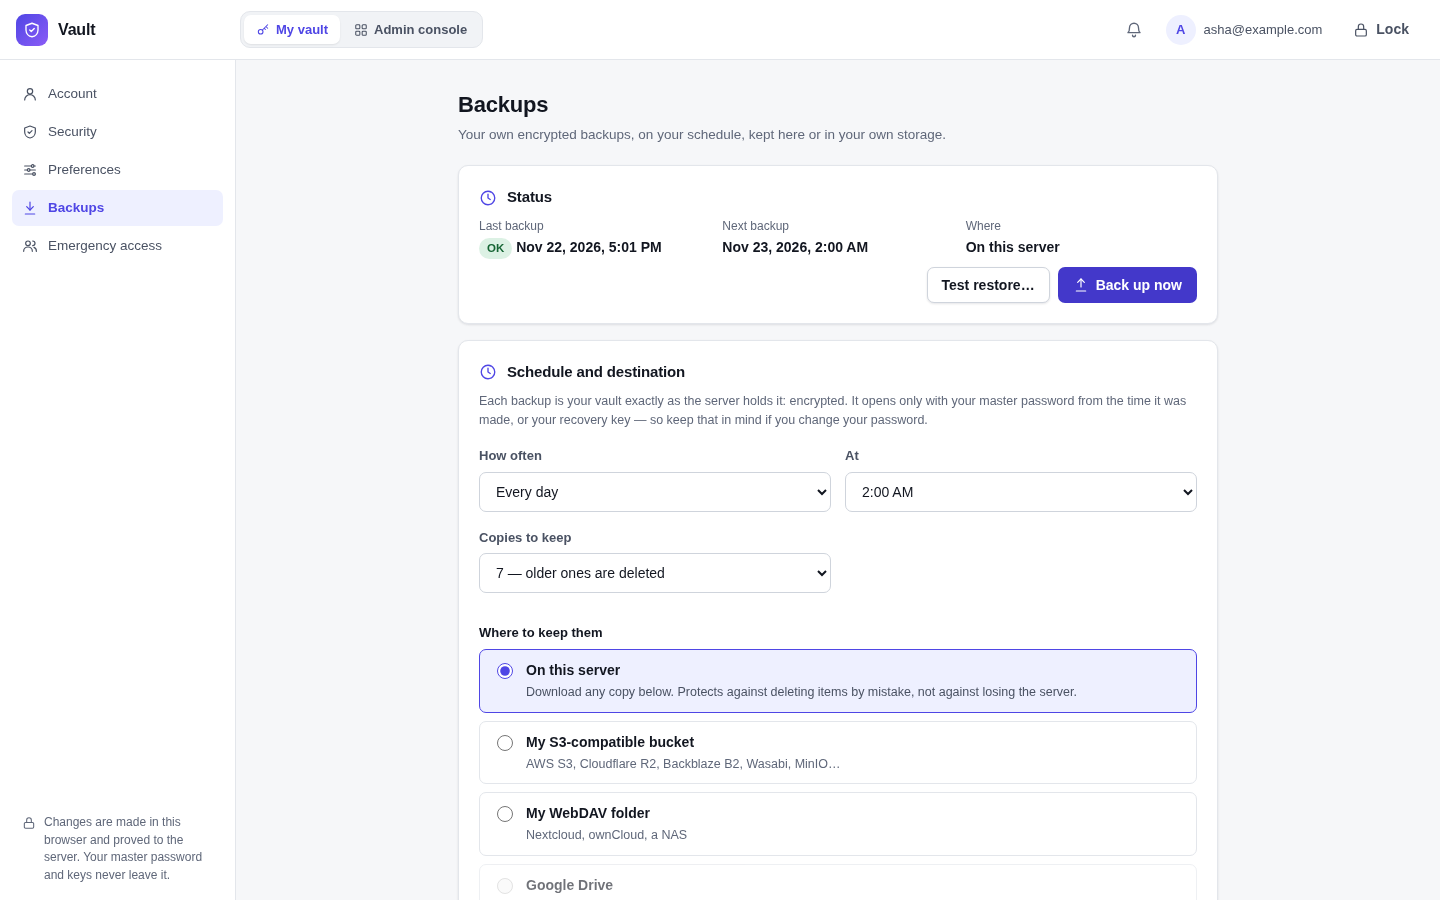 Vault
My vault
Admin console
A
asha@example.com
Lock
Account
Security
Preferences
Backups
Emergency access
Changes are made in this
browser and proved to the
server. Your master password
and keys never leave it.
Backups
Your own encrypted backups, on your schedule, kept here or in your own storage.
Status
Last backup
OK Nov 22, 2026, 5:01 PM
Next backup
Nov 23, 2026, 2:00 AM
Where
On this server
Test restore…
Back up now
Schedule and destination
Each backup is your vault exactly as the server holds it: encrypted. It opens only with your master password from the time it was
made, or your recovery key — so keep that in mind if you change your password.
How often
Every day
At
2:00 AM
Copies to keep
7 — older ones are deleted
Where to keep them
On this server
Download any copy below. Protects against deleting items by mistake, not against losing the server.
My S3-compatible bucket
AWS S3, Cloudflare R2, Backblaze B2, Wasabi, MinIO…
My WebDAV folder
Nextcloud, ownCloud, a NAS
Google Drive